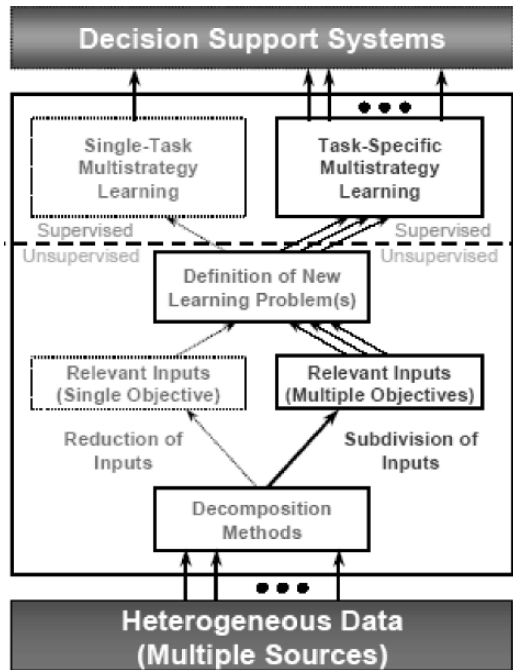 Decision Support Systems
Single-Task
Multistrategy
Learning
Task-Specific
Multistrategy
Learning
Supervised
Supervised
Unsupervised
Unsupervised
Definition of New
Learning Problem(s)
Relevant Inputs
(Single Objective)
Relevant Inputs
(Multiple Objectives)
Reduction of
Inputs
Subdivision of
Inputs
Decomposition
Methods
Heterogeneous Data
(Multiple Sources)